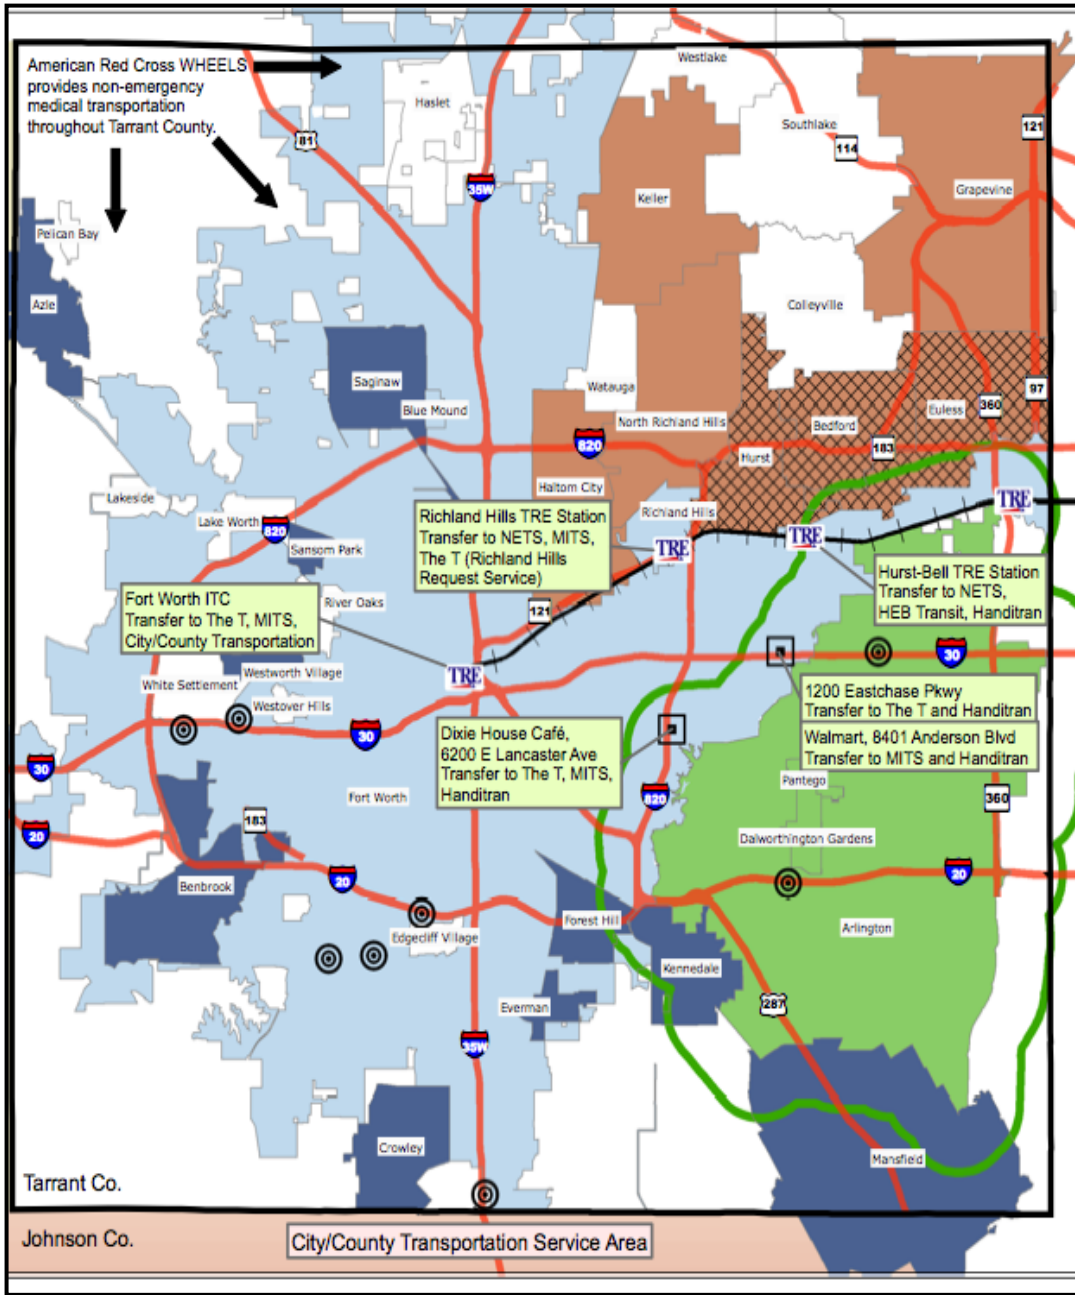 American Red Cross WHEELS
provides non-emergency
medical transportation
throughout Tarrant County.
Westlake
Haslet
Southlake
121
81
114
35W
Keller
Grapevine
Pelican Bay
Azle
Colleyville
Saginaw
Watauga
97
Blue Mound
360
Euless
North Richland Hills
Bedford
820
183
Hurst
Haltom City
Lakeside
Richland Hills
TRE
Lake Worth
820
Sansom Park
Richland Hills TRE Station
Transfer to NETS, MITS,
The T (Richland Hills
Request Service)
TRE
TRE
Hurst-Bell TRE Station
Transfer to NETS,
HEB Transit, Handitran
Fort Worth ITC
Transfer to The T, MITS,
City/County Transportation
River Oaks
121
30
Westworth Village
TRE
White Settlement
Westover Hills
1200 Eastchase Pkwy
Transfer to The T and Handitran
Walmart, 8401 Anderson Blvd
Transfer to MITS and Handitran
Dixie House Café,
6200 E Lancaster Ave
Transfer to The T, MITS,
Handitran
30
30
Pantego
Fort Worth
820
360
183
20
Dalworthington Gardens
20
20
Benbrook
Forest Hill
Arlington
Edgecliff Village
Kennedale
Everman
287
35W
Crowley
Mansfield
Tarrant Co.
Johnson Co.
City/County Transportation Service Area